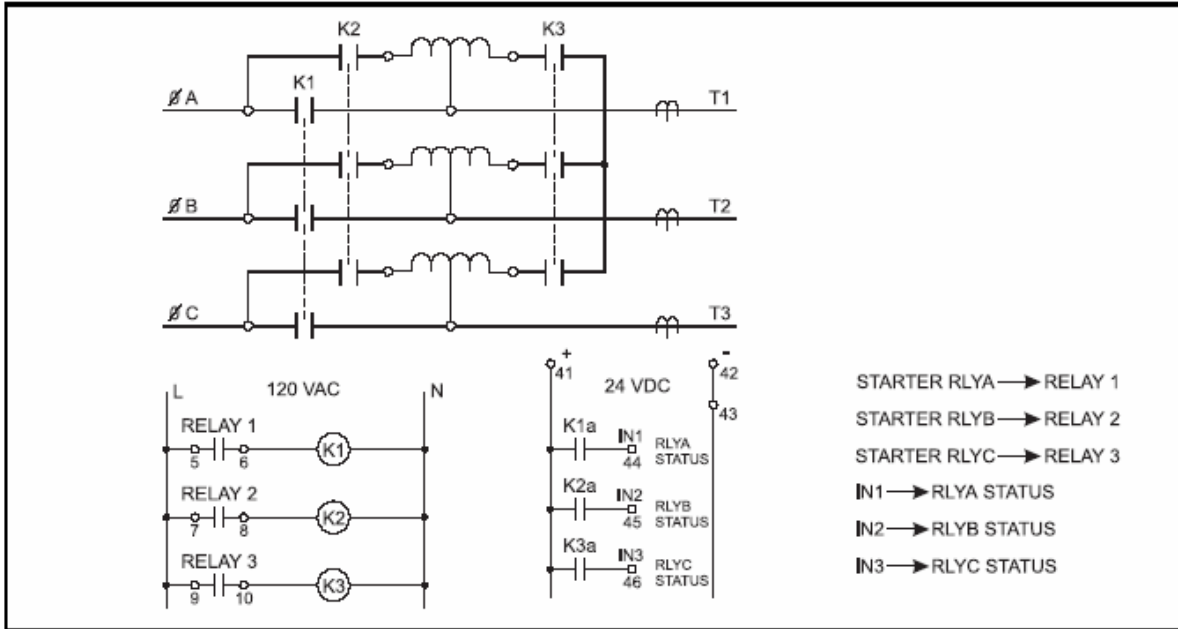 K2 K3
K1
Ø A T1
Ø B T2
Ø C T3
L 120 VAC N
RELAY 1
5 6 K1
RELAY 2
7 8 K2
RELAY 3
9 10 K3
+ -
41 24 VDC 42
43
K1a IN1 RLYA
44 STATUS
K2a IN2 RLYB
45 STATUS
K3a IN3 RLYC
46 STATUS
STARTER RLYA → RELAY 1
STARTER RLYB → RELAY 2
STARTER RLYC → RELAY 3
IN1 → RLYA STATUS
IN2 → RLYB STATUS
IN3 → RLYC STATUS